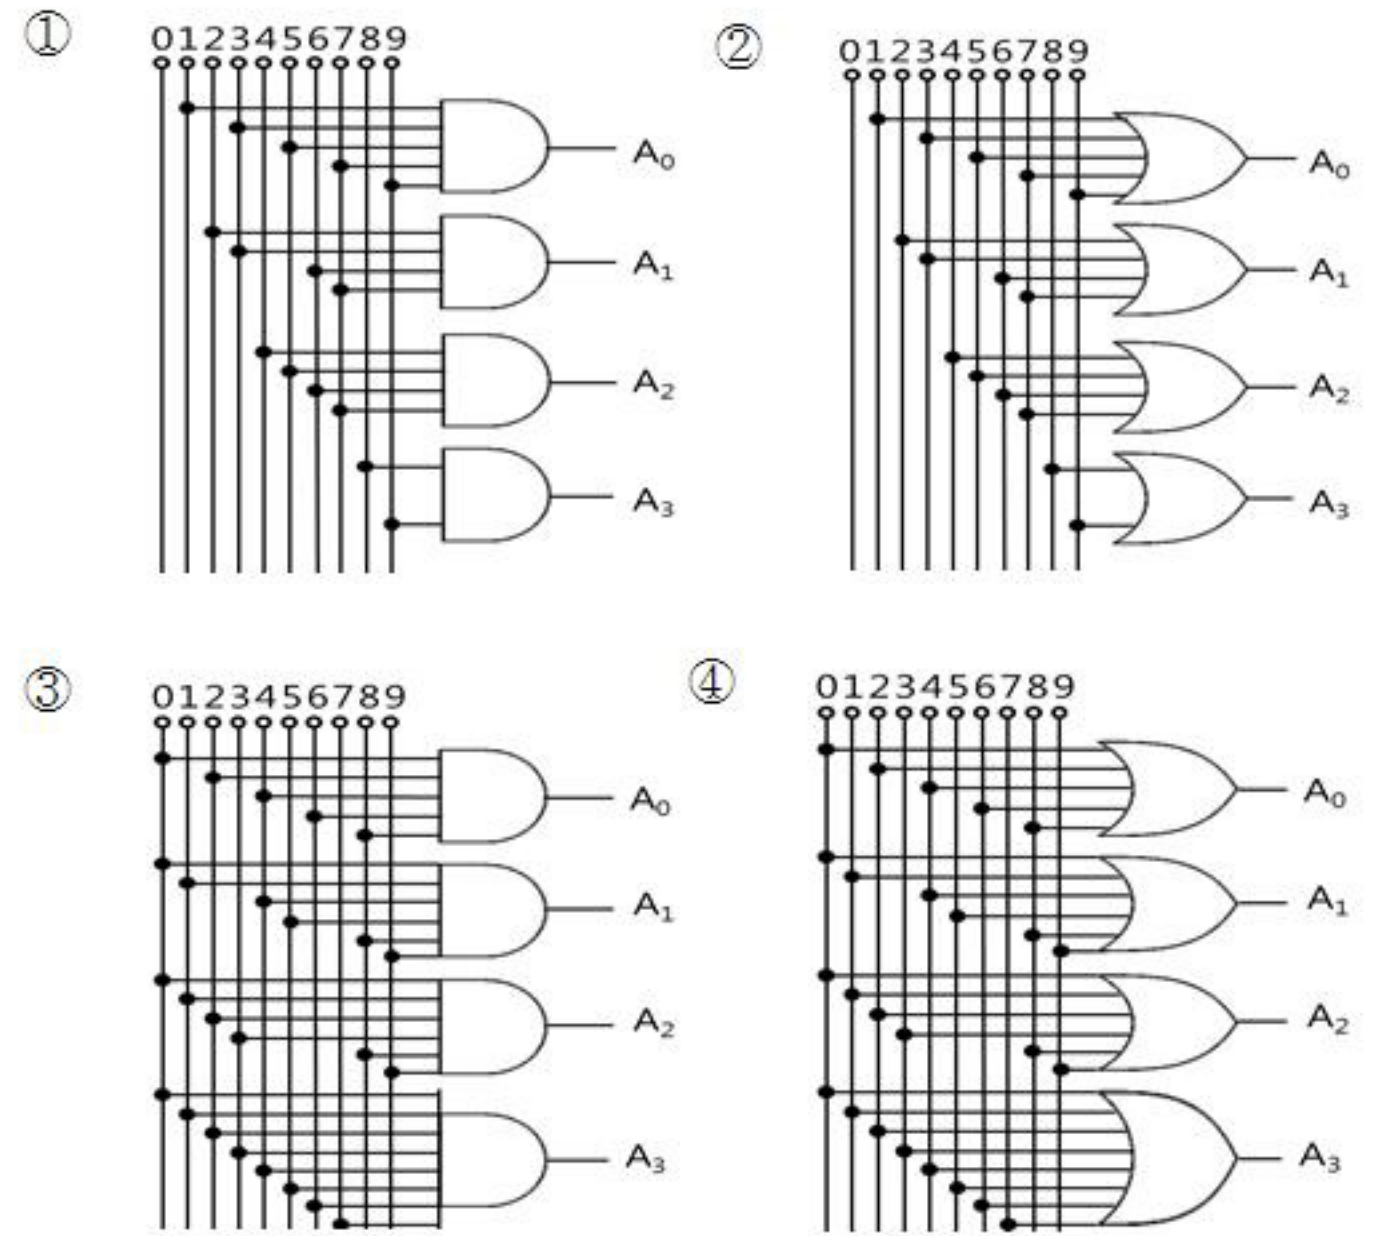 ①
0123456789
A₀
A₁
A₂
A₃
②
0123456789
A₀
A₁
A₂
A₃
③
0123456789
A₀
A₁
A₂
A₃
④
0123456789
A₀
A₁
A₂
A₃